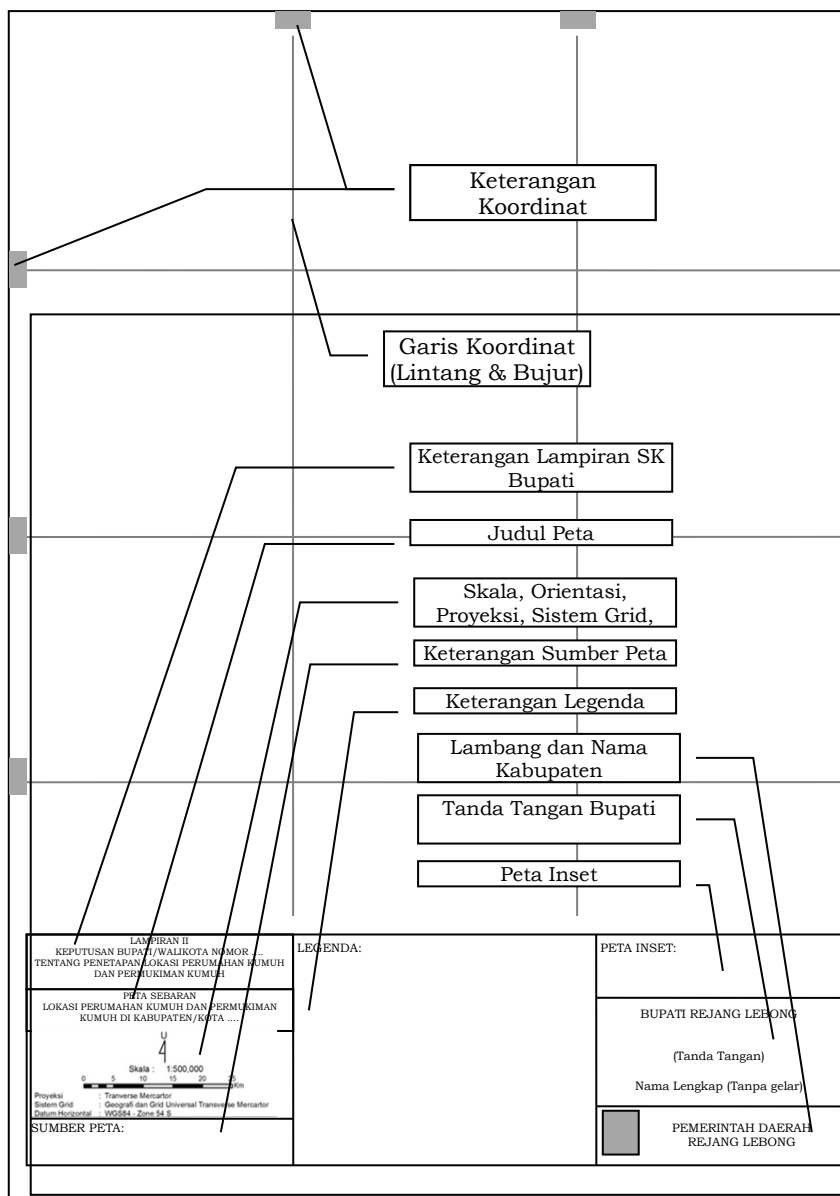 Keterangan
Koordinat
Garis Koordinat
(Lintang & Bujur)
Keterangan Lampiran SK
Bupati
Judul Peta
Skala, Orientasi,
Proyeksi, Sistem Grid,
Keterangan Sumber Peta
Keterangan Legenda
Lambang dan Nama
Kabupaten
Tanda Tangan Bupati
Peta Inset
LAMPIRAN II
KEPUTUSAN BUPATI/WALIKOTA NOMOR ....
TENTANG PENETAPAN LOKASI PERUMAHAN KUMUH
DAN PERMUKIMAN KUMUH
PETA SEBARAN
LOKASI PERUMAHAN KUMUH DAN PERMUKIMAN
KUMUH DI KABUPATEN/KOTA ....
U
Skala : 1:500,000
0 5 10 15 20 25
Km
Proyeksi : Tranverse Mercartor
Sistem Grid : Geografi dan Grid Universal Transverse Mercartor
Datum Horizontal : WGS84 - Zone 54 S
SUMBER PETA:
LEGENDA:
PETA INSET:
BUPATI REJANG LEBONG
(Tanda Tangan)
Nama Lengkap (Tanpa gelar)
PEMERINTAH DAERAH
REJANG LEBONG